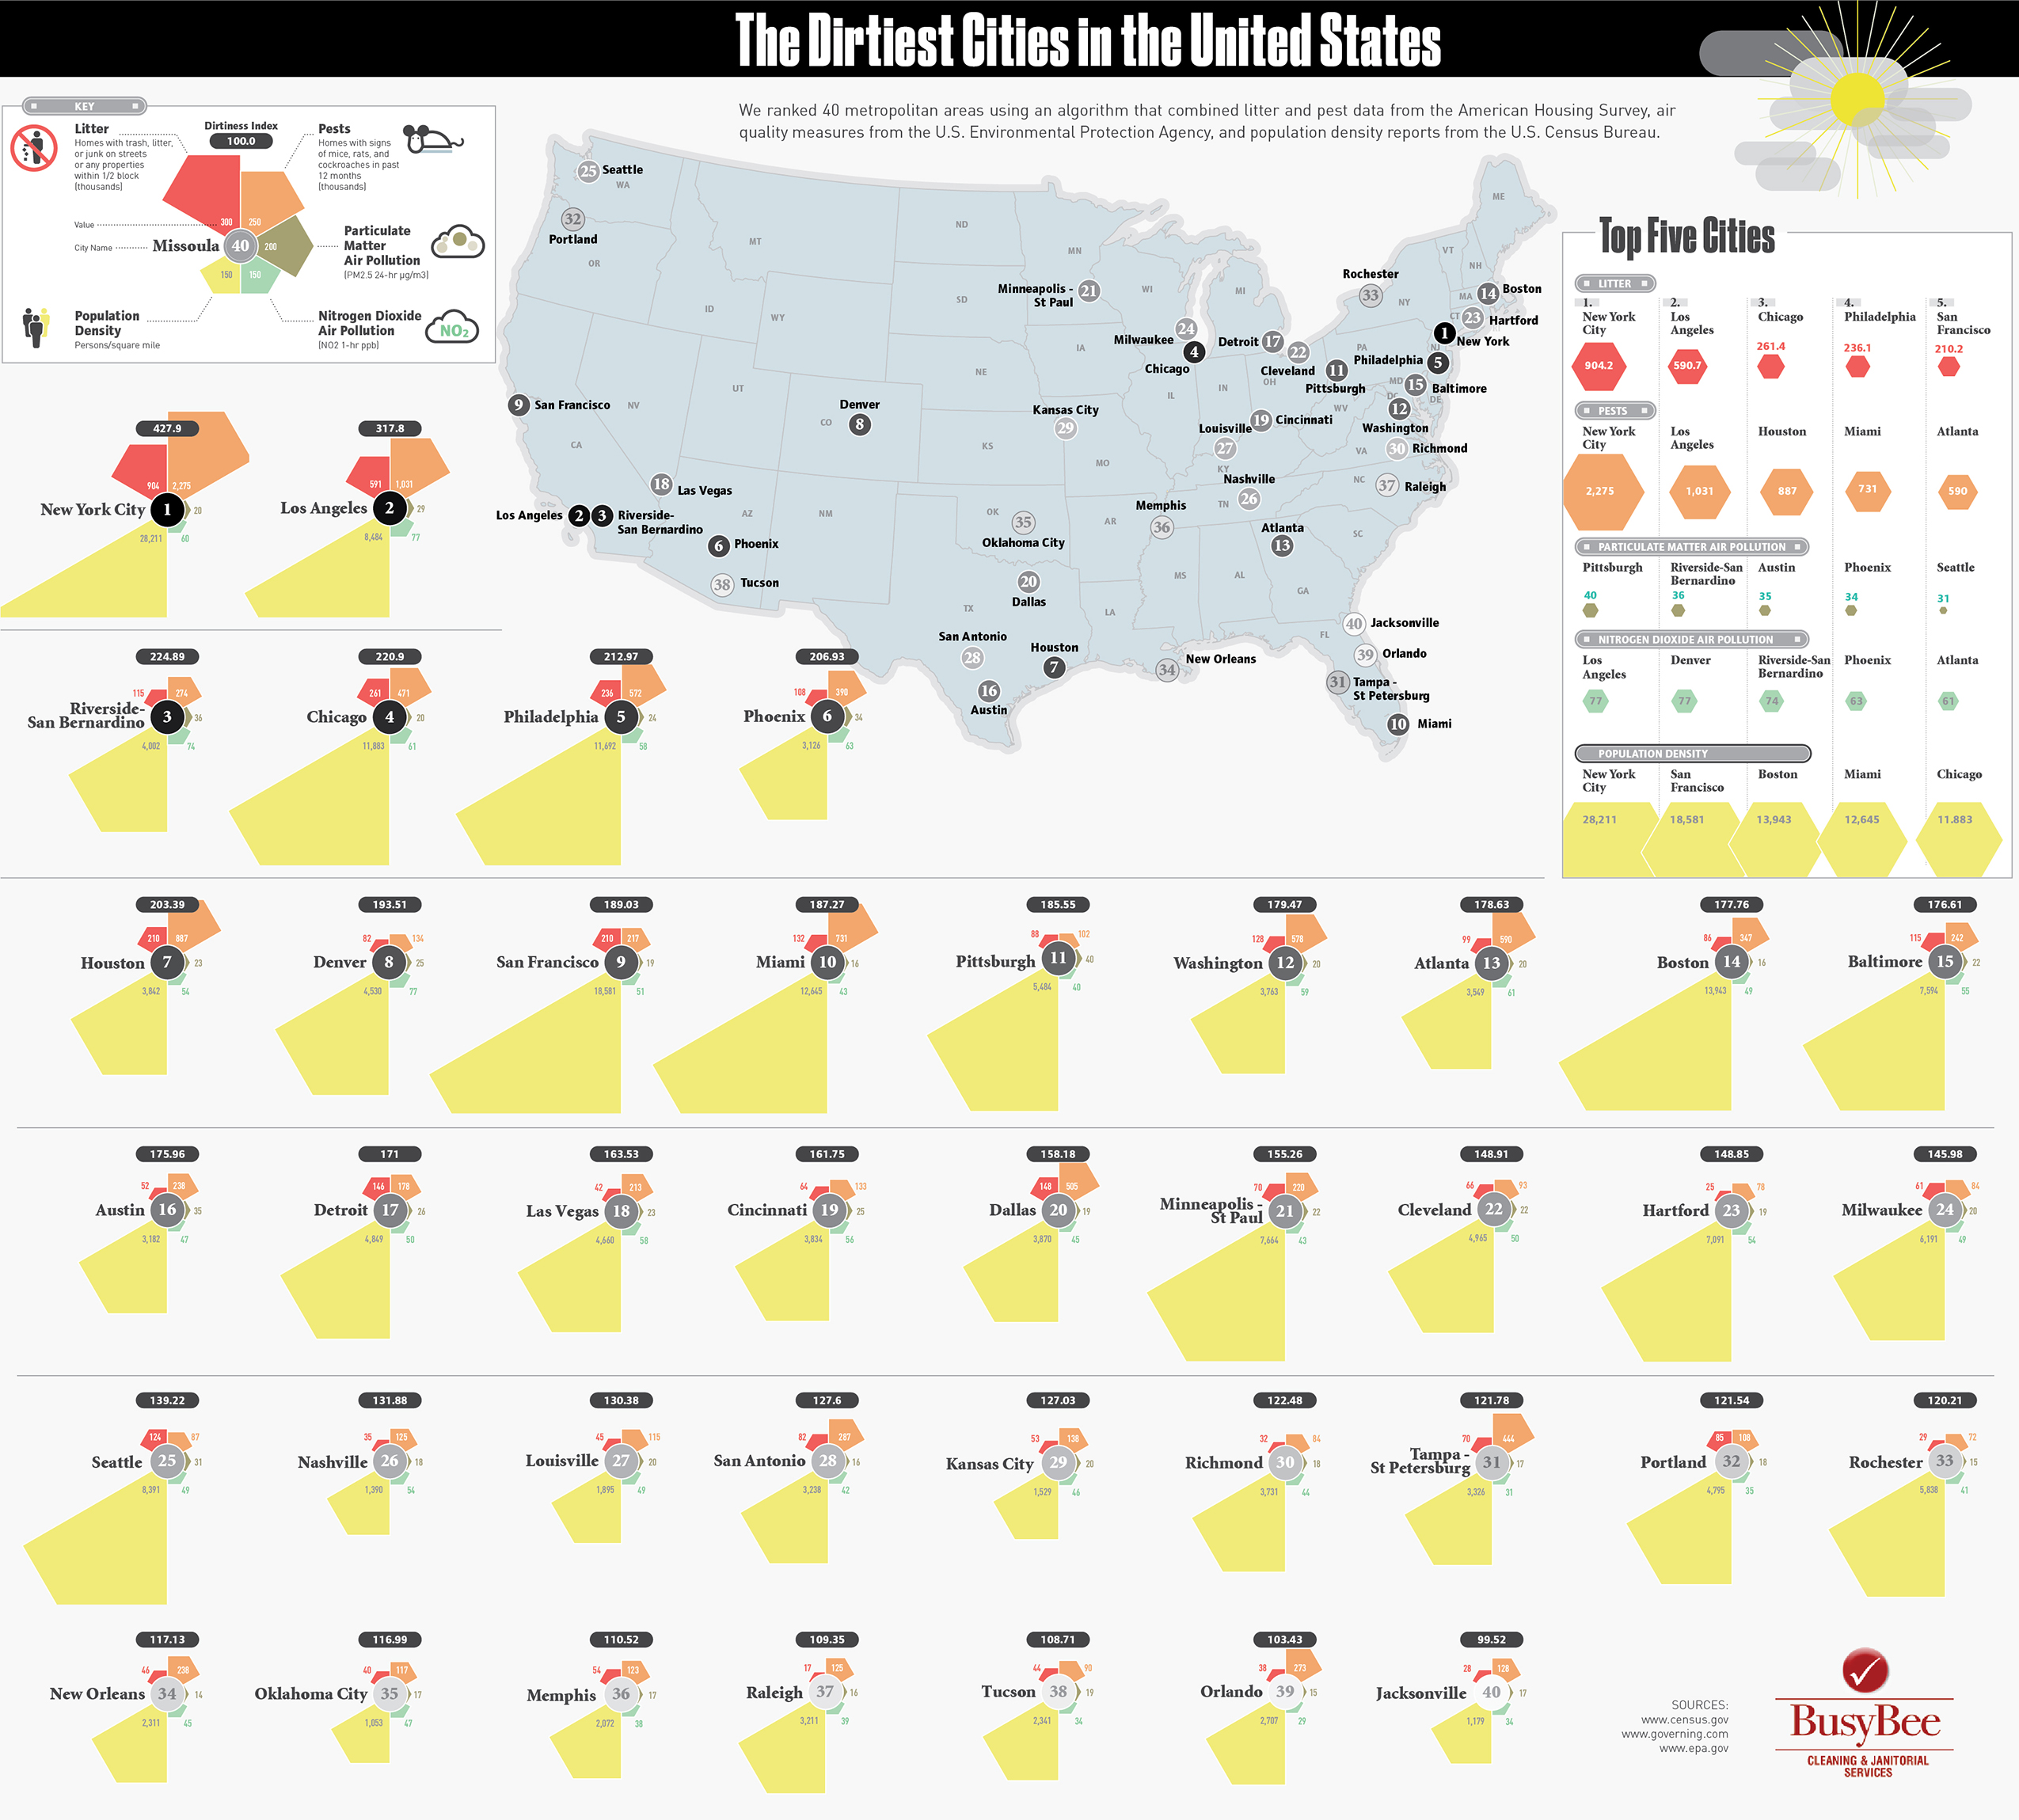 The Dirtiest Cities in the United States
We ranked 40 metropolitan areas using an algorithm that combined litter and pest data from the American Housing Survey, air
quality measures from the U.S. Environmental Protection Agency, and population density reports from the U.S. Census Bureau.
KEY
Litter
Homes with trash, litter,
or junk on streets
or any properties
within 1/2 block
(thousands)
Dirtiness Index
100.0
Pests
Homes with signs
of mice, rats, and
cockroaches in past
12 months
(thousands)
Value
300
250
City Name
Missoula
40
200
Particulate
Matter
Air Pollution
(PM2.5 24-hr µg/m3)
150
150
Population
Density
Persons/square mile
Nitrogen Dioxide
Air Pollution
(NO2 1-hr ppb)
NO2
25
Seattle
WA
32
Portland
OR
MT
ID
WY
ND
SD
NE
MN
WI
MI
IA
Minneapolis -
St Paul
21
24
Milwaukee
4
Chicago
Detroit
17
22
Cleveland
11
Pittsburgh
Rochester
33
NY
VT
NH
ME
MA
CT
14
Boston
23
Hartford
1
New York
NJ
PA
Philadelphia
5
MD
15
Baltimore
DC
DE
12
Washington
WV
VA
30
Richmond
OH
IN
IL
19
Cincinnati
Louisville
27
KY
Nashville
26
TN
NC
37
Raleigh
SC
9
San Francisco
NV
UT
CO
CA
Denver
8
KS
Kansas City
29
MO
18
Las Vegas
AZ
NM
Los Angeles
2
3
Riverside-
San Bernardino
6
Phoenix
38
Tucson
OK
35
Oklahoma City
AR
Memphis
36
Atlanta
13
MS
AL
GA
LA
TX
20
Dallas
San Antonio
28
Houston
7
16
Austin
34
New Orleans
FL
40
Jacksonville
39
Orlando
31
Tampa -
St Petersburg
10
Miami
Top Five Cities
LITTER
1.
2.
3.
4.
5.
New York
City
Los
Angeles
Chicago
Philadelphia
San
Francisco
904.2
590.7
261.4
236.1
210.2
PESTS
New York
City
Los
Angeles
Houston
Miami
Atlanta
2,275
1,031
887
731
590
PARTICULATE MATTER AIR POLLUTION
Pittsburgh
Riverside-San
Bernardino
Austin
Phoenix
Seattle
40
36
35
34
31
NITROGEN DIOXIDE AIR POLLUTION
Los
Angeles
Denver
Riverside-San
Bernardino
Phoenix
Atlanta
77
77
74
63
61
POPULATION DENSITY
New York
City
San
Francisco
Boston
Miami
Chicago
28,211
18,581
13,943
12,645
11.883
427.9
904
2,275
New York City
1
20
28,211
60
317.8
591
1,031
Los Angeles
2
29
8,484
77
224.89
115
274
Riverside-
San Bernardino
3
36
4,002
74
220.9
261
471
Chicago
4
20
11,883
61
212.97
236
572
Philadelphia
5
24
11,692
58
206.93
108
390
Phoenix
6
34
3,126
63
203.39
210
887
Houston
7
23
3,842
54
193.51
82
134
Denver
8
25
4,530
77
189.03
210
217
San Francisco
9
19
18,581
51
187.27
132
731
Miami
10
16
12,645
43
185.55
88
102
Pittsburgh
11
40
5,484
40
179.47
128
578
Washington
12
20
3,763
59
178.63
99
590
Atlanta
13
20
3,549
61
177.76
86
347
Boston
14
16
13,943
49
176.61
115
242
Baltimore
15
22
7,594
55
175.96
52
238
Austin
16
35
3,182
47
171
146
178
Detroit
17
26
4,849
50
163.53
42
213
Las Vegas
18
23
4,660
58
161.75
64
133
Cincinnati
19
25
3,834
56
158.18
148
505
Dallas
20
19
3,870
45
155.26
70
220
Minneapolis -
St Paul
21
22
7,664
43
148.91
66
93
Cleveland
22
22
4,965
50
148.85
25
78
Hartford
23
19
7,091
54
145.98
61
84
Milwaukee
24
20
6,191
49
139.22
124
87
Seattle
25
31
8,391
49
131.88
35
125
Nashville
26
18
1,390
54
130.38
45
115
Louisville
27
20
1,895
49
127.6
82
287
San Antonio
28
16
3,238
42
127.03
53
138
Kansas City
29
20
1,529
46
122.48
32
84
Richmond
30
18
3,731
44
121.78
70
444
Tampa -
St Petersburg
31
17
3,326
31
121.54
85
108
Portland
32
18
4,795
35
120.21
29
72
Rochester
33
15
5,838
41
117.13
46
238
New Orleans
34
14
2,311
45
116.99
40
117
Oklahoma City
35
17
1,053
47
110.52
54
123
Memphis
36
17
2,072
38
109.35
17
125
Raleigh
37
16
3,211
39
108.71
44
90
Tucson
38
19
2,341
34
103.43
38
273
Orlando
39
15
2,707
29
99.52
28
128
Jacksonville
40
17
1,179
34
SOURCES:
www.census.gov
www.governing.com
www.epa.gov
BusyBee
CLEANING & JANITORIAL
SERVICES